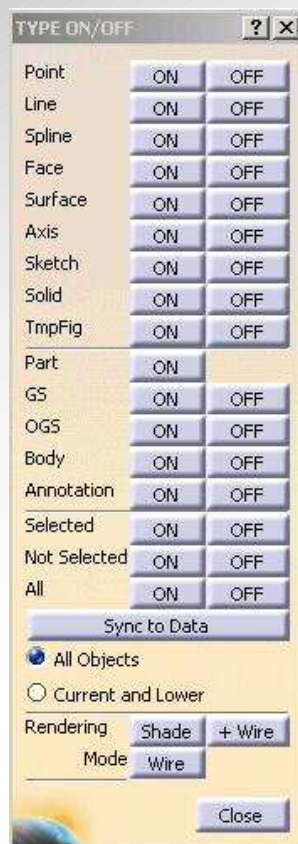 TYPE ON/OFF ? X
Point ON OFF
Line ON OFF
Spline ON OFF
Face ON OFF
Surface ON OFF
Axis ON OFF
Sketch ON OFF
Solid ON OFF
TmpFig ON OFF
Part ON
GS ON OFF
OGS ON OFF
Body ON OFF
Annotation ON OFF
Selected ON OFF
Not Selected ON OFF
All ON OFF
Sync to Data
All Objects
Current and Lower
Rendering Shade + Wire
Mode Wire
Close